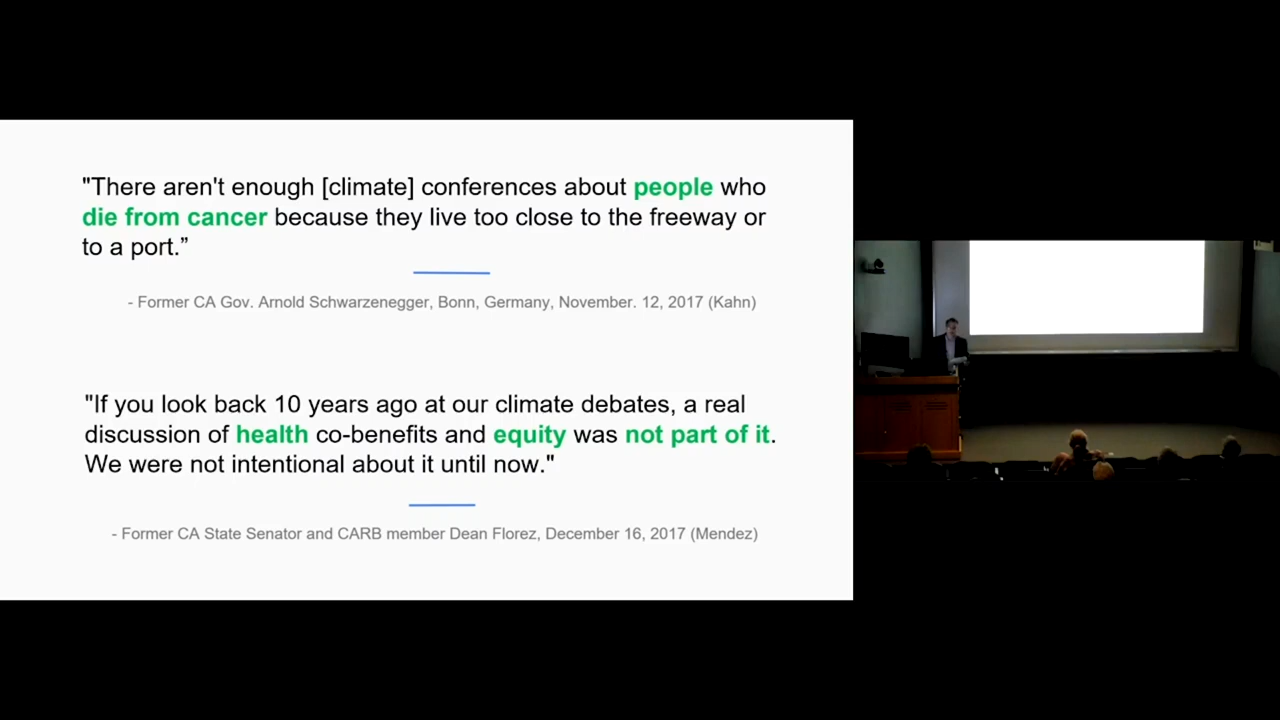 "There aren't enough [climate] conferences about people who
die from cancer because they live too close to the freeway or
to a port.”
- Former CA Gov. Arnold Schwarzenegger, Bonn, Germany, November. 12, 2017 (Kahn)
"If you look back 10 years ago at our climate debates, a real
discussion of health co-benefits and equity was not part of it.
We were not intentional about it until now."
- Former CA State Senator and CARB member Dean Florez, December 16, 2017 (Mendez)